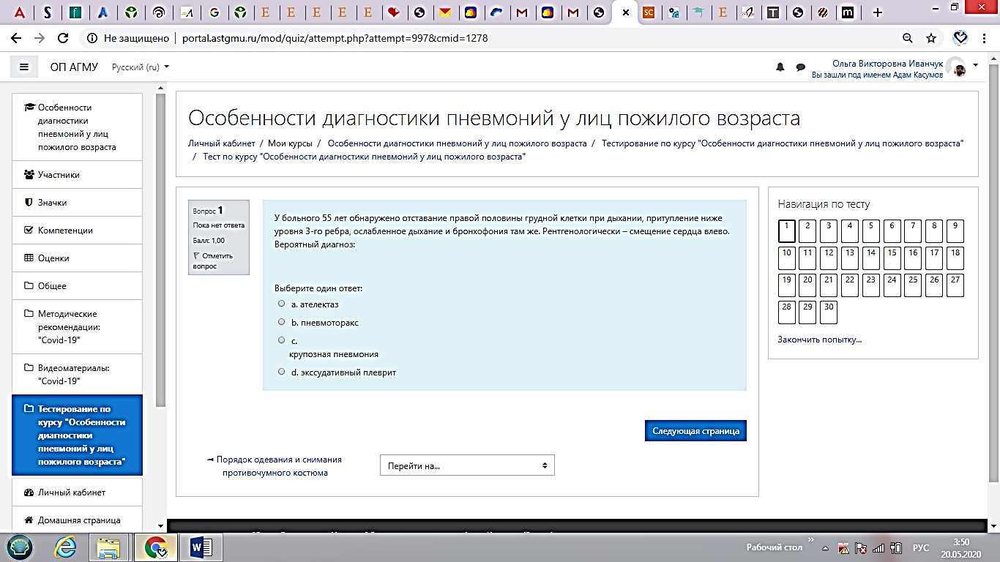 Не защищено
portal.astgmu.ru/mod/quiz/attempt.php?attempt=997&cmid=1278
ОП АГМУ
Русский (ru)
Ольга Викторовна Иванчук
Вы зашли под именем Адам Касумов
Особенности
диагностики
пневмоний у лиц
пожилого возраста
Участники
Значки
Компетенции
Оценки
Общее
Методические
рекомендации:
"Covid-19"
Видеоматериалы:
"Covid-19"
Тестирование по
курсу "Особенности
диагностики
пневмоний у лиц
пожилого возраста"
Личный кабинет
Домашняя страница
Особенности диагностики пневмоний у лиц пожилого возраста
Личный кабинет / Мои курсы / Особенности диагностики пневмоний у лиц пожилого возраста / Тестирование по курсу "Особенности диагностики пневмоний у лиц пожилого возраста"
/ Тест по курсу "Особенности диагностики пневмоний у лиц пожилого возраста"
Вопрос 1
Пока нет ответа
Балл: 1,00
Отметить
вопрос
У больного 55 лет обнаружено отставание правой половины грудной клетки при дыхании, притупление ниже
уровня 3-го ребра, ослабленное дыхание и бронхофония там же. Рентгенологически – смещение сердца влево.
Вероятный диагноз:
Выберите один ответ:
a. ателектаз
b. пневмоторакс
c.
крупозная пневмония
d. экссудативный плеврит
Следующая страница
Порядок одевания и снимания
противочумного костюма
Перейти на...
Навигация по тесту
1 2 3 4 5 6 7 8 9
10 11 12 13 14 15 16 17 18
19 20 21 22 23 24 25 26 27
28 29 30
Закончить попытку...
Рабочий стол
РУС
3:50
20.05.2020